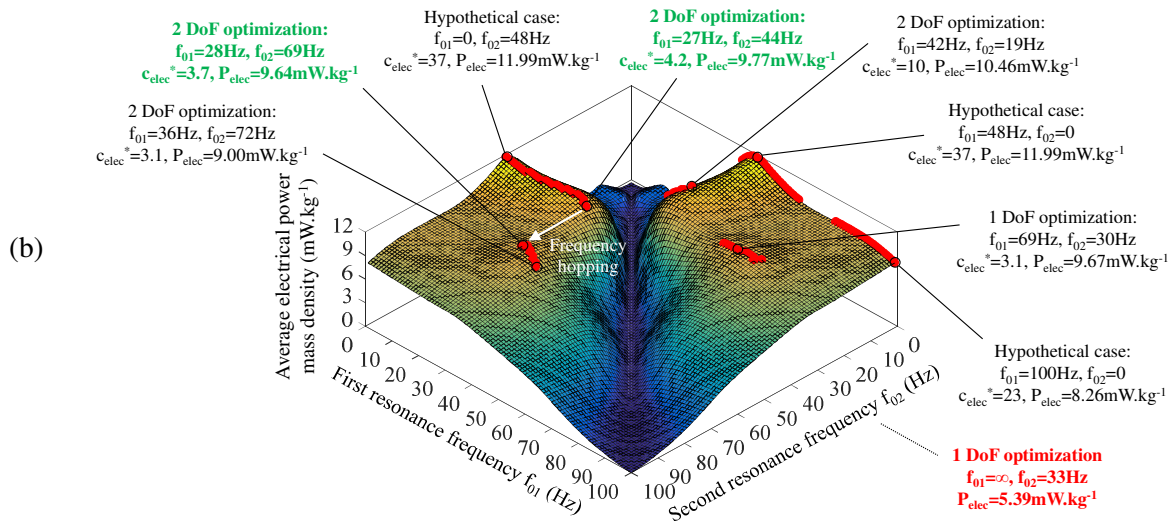 2 DoF optimization:
f01=28Hz, f02=69Hz
celec*=3.7, Pelec=9.64mW.kg-1
Hypothetical case:
f01=0, f02=48Hz
celec*=37, Pelec=11.99mW.kg-1
2 DoF optimization:
f01=27Hz, f02=44Hz
celec*=4.2, Pelec=9.77mW.kg-1
2 DoF optimization:
f01=42Hz, f02=19Hz
celec*=10, Pelec=10.46mW.kg-1
2 DoF optimization:
f01=36Hz, f02=72Hz
celec*=3.1, Pelec=9.00mW.kg-1
Hypothetical case:
f01=48Hz, f02=0
celec*=37, Pelec=11.99mW.kg-1
1 DoF optimization:
f01=69Hz, f02=30Hz
celec*=3.1, Pelec=9.67mW.kg-1
Hypothetical case:
f01=100Hz, f02=0
celec*=23, Pelec=8.26mW.kg-1
1 DoF optimization
f01=∞, f02=33Hz
Pelec=5.39mW.kg-1
(b)
Average electrical power
mass density (mW.kg-1)
12
9
6
3
0
Frequency
hopping
0
10
20
30
40
50
60
70
80
90
100
First resonance frequency f01 (Hz)
0
10
20
30
40
50
60
70
80
90
100
Second resonance frequency f02 (Hz)